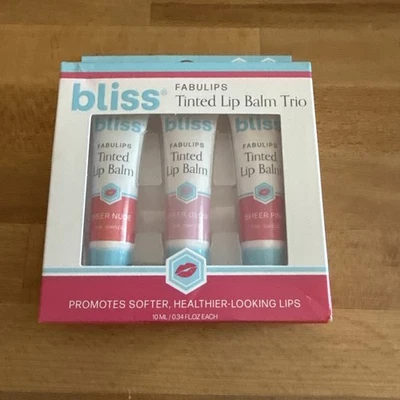 bliss®
FABULIPS
Tinted Lip Balm Trio
bliss
FABULIPS
Tinted
Lip Balm
SHEER NUDE
bliss
FABULIPS
Tinted
Lip Balm
SHEER
bliss
FABULIPS
Tinted
Lip Balm
SHEER
PROMOTES SOFTER, HEALTHIER-LOOKING LIPS
10 ML / 0.34 FL OZ EACH